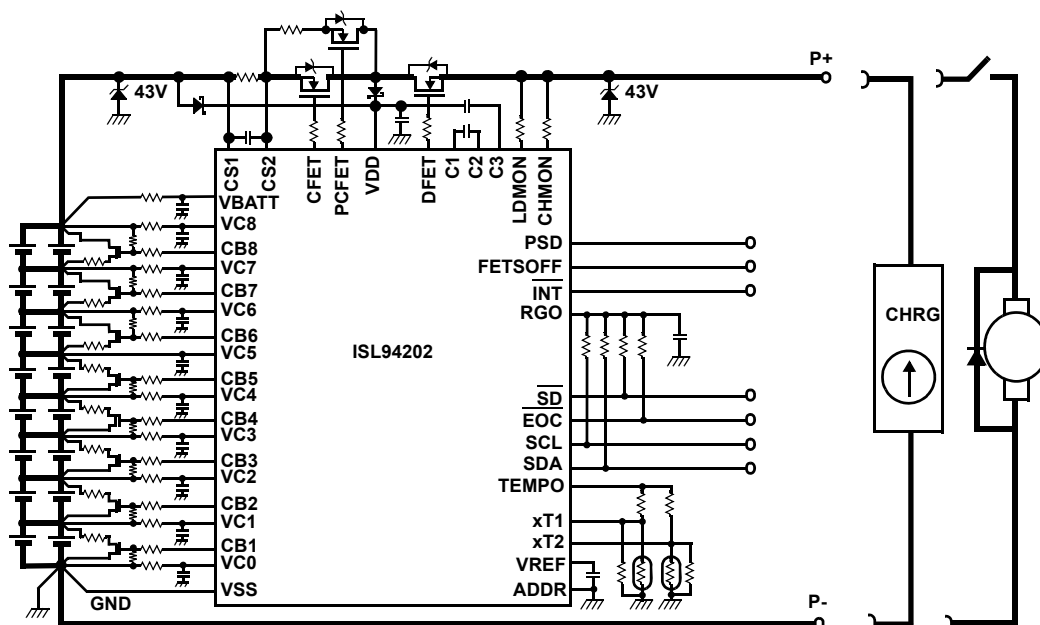 P+
43V
43V
CS1
CS2
CFET
PCFET
VDD
DFET
C1
C2
C3
LDMON
CHMON
VBATT
VC8
CB8
VC7
CB7
VC6
CB6
VC5
CB5
VC4
CB4
VC3
CB3
VC2
CB2
VC1
CB1
VC0
VSS
GND
ISL94202
PSD
FETSOFF
INT
RGO
SD
EOC
SCL
SDA
TEMPO
xT1
xT2
VREF
ADDR
CHRG
P-